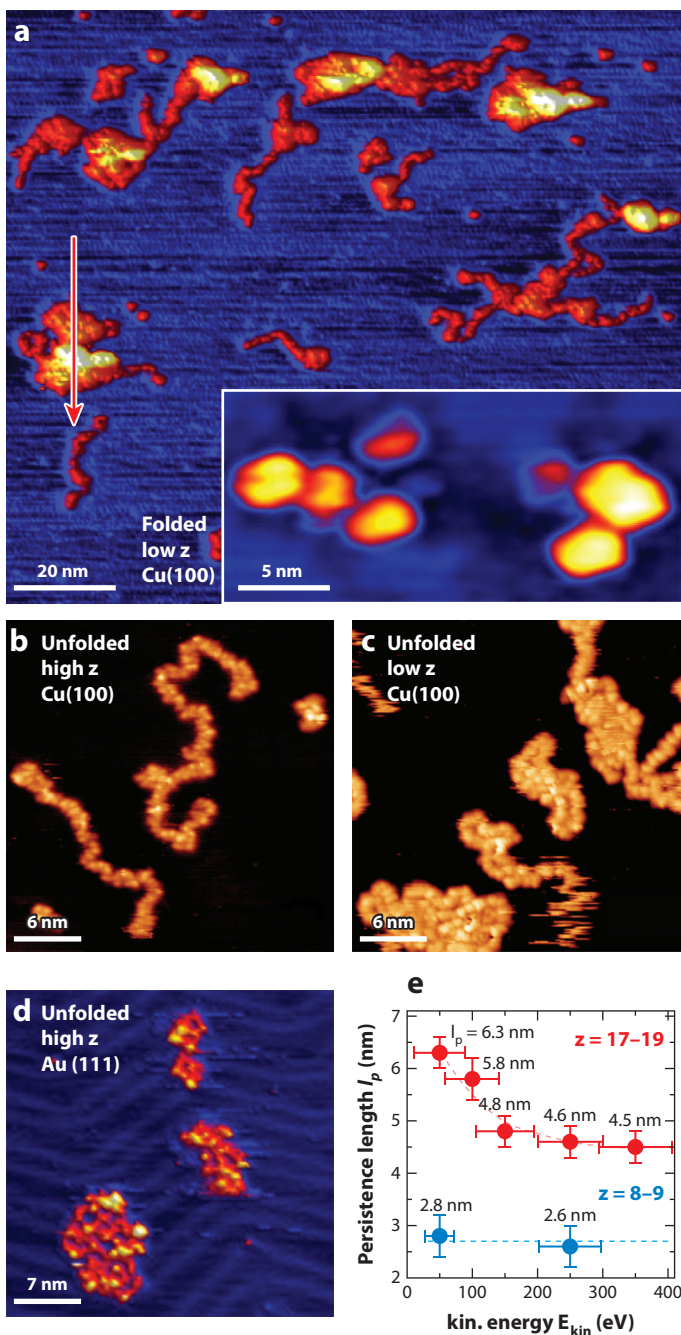 a
Folded
low z
Cu(100)
20 nm
5 nm
b Unfolded
high z
Cu(100)
6 nm
c Unfolded
low z
Cu(100)
6 nm
d Unfolded
high z
Au (111)
7 nm
e
7
6
5
4
3
2
lp = 6.3 nm
z = 17–19
5.8 nm
4.8 nm
4.6 nm
4.5 nm
z = 8–9
2.8 nm
2.6 nm
Persistence length lp (nm)
0 100 200 300 400
kin. energy Ekin (eV)